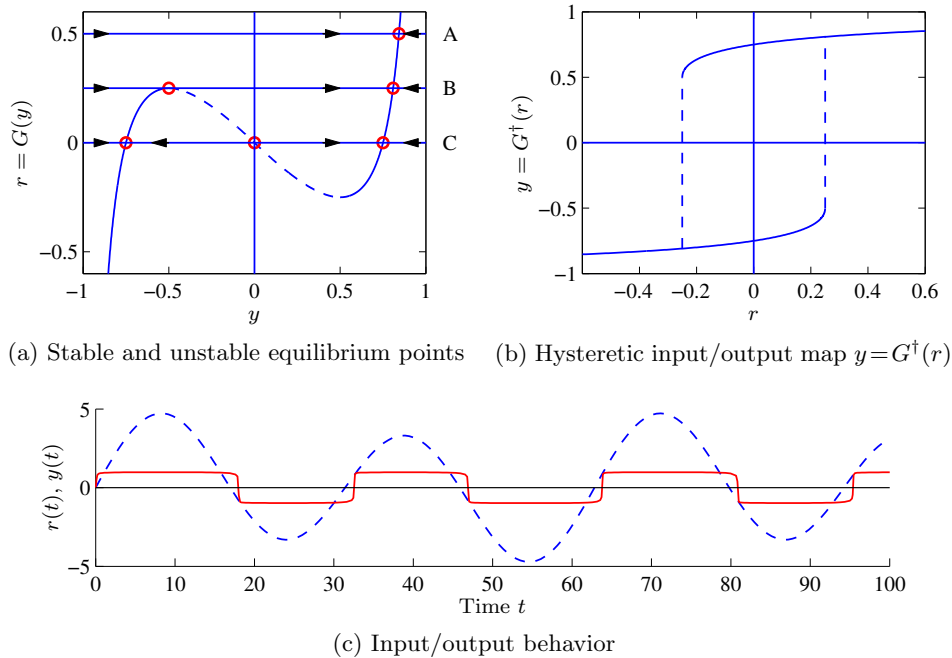 0.5
0
−0.5
−1
−0.5
0
0.5
1
r = G(y)
y
A
B
C
1
0.5
0
−0.5
−1
−0.4
−0.2
0
0.2
0.4
0.6
y = G†(r)
r
(a) Stable and unstable equilibrium points
(b) Hysteretic input/output map y = G†(r)
5
0
−5
0
10
20
30
40
50
60
70
80
90
100
r(t), y(t)
Time t
(c) Input/output behavior